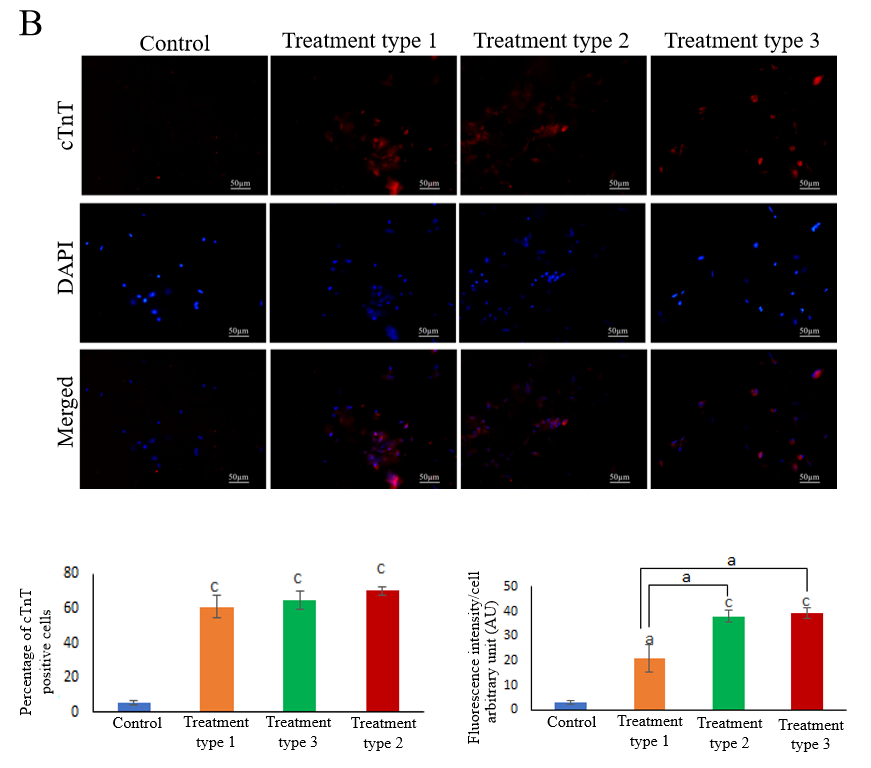 B
Control
Treatment type 1
Treatment type 2
Treatment type 3
cTnT
50μm
50μm
50μm
50μm
DAPI
50μm
50μm
50μm
50μm
Merged
50μm
50μm
50μm
50μm
Percentage of cTnT
positive cells
80
60
40
20
0
c
c
c
Control
Treatment
type 1
Treatment
type 3
Treatment
type 2
Fluorescence intensity/cell
arbitrary unit (AU)
50
40
30
20
10
0
a
a
a
c
c
Control
Treatment
type 1
Treatment
type 2
Treatment
type 3